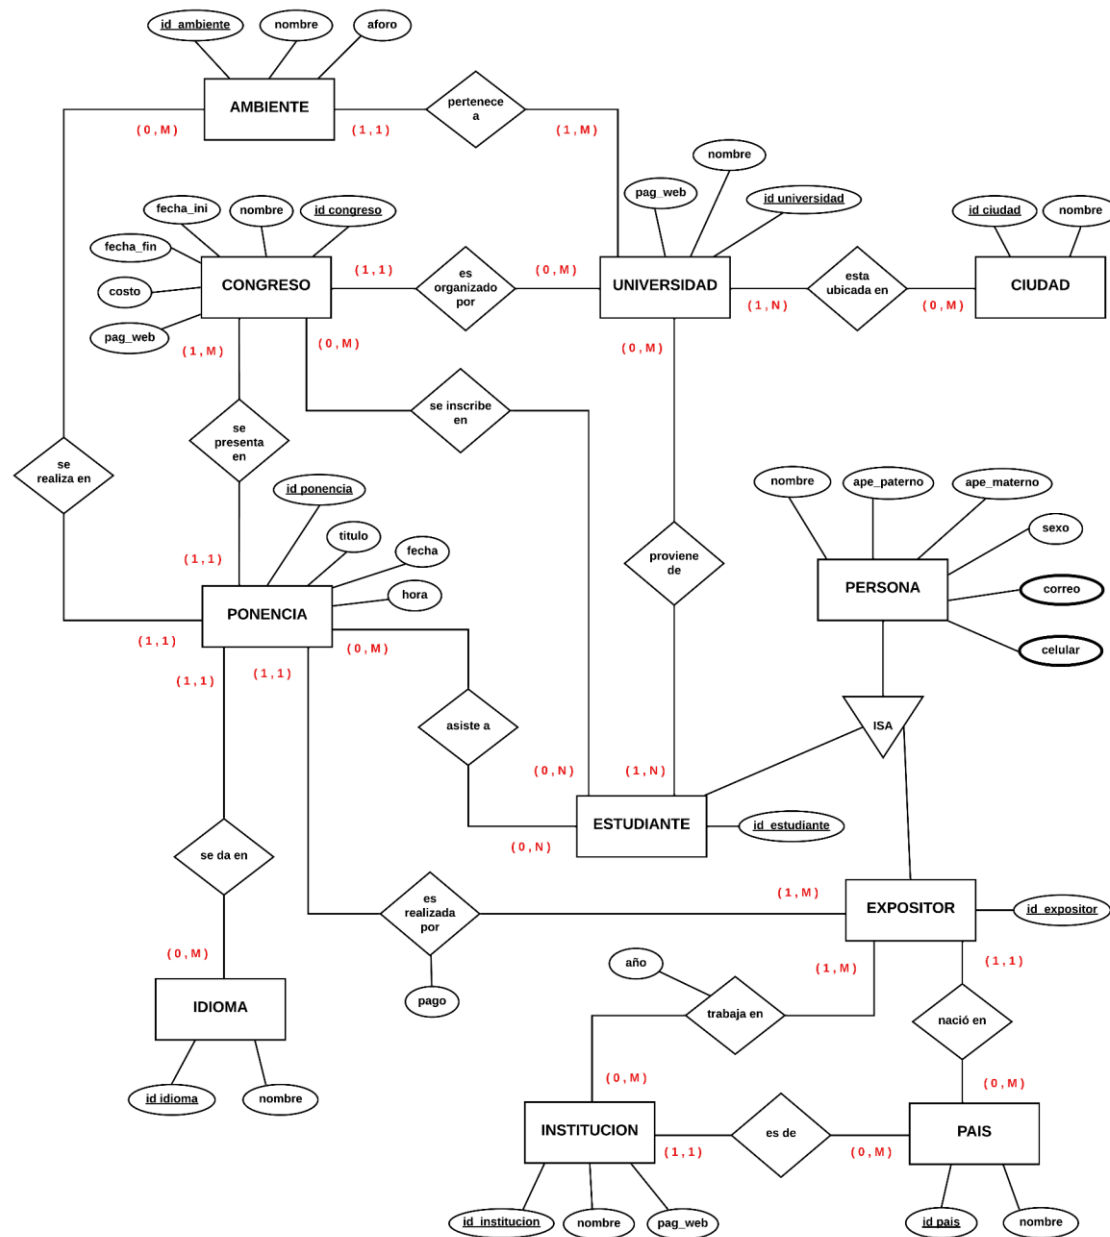 id_ambiente
nombre
aforo
AMBIENTE
pertenece
a
(0,M)
(1,1)
(1,M)
nombre
pag_web
id universidad
fecha_ini
nombre
id congreso
id ciudad
nombre
fecha_fin
CONGRESO
(1,1)
es
organizado
por
(0,M)
UNIVERSIDAD
(1,N)
esta
ubicada en
(0,M)
CIUDAD
costo
pag_web
(1,M)
(0,M)
(0,M)
se inscribe
en
se
presenta
en
se
realiza en
id ponencia
nombre
ape_paterno
ape_materno
titulo
fecha
sexo
(1,1)
proviene
de
hora
PERSONA
correo
PONENCIA
(1,1)
(0,M)
celular
(1,1)
(1,1)
asiste a
ISA
(0,N)
(1,N)
ESTUDIANTE
id_estudiante
(0,N)
se da en
es
realizada
por
(1,M)
EXPOSITOR
id_expositor
(0,M)
año
(1,M)
(1,1)
IDIOMA
pago
trabaja en
nació en
(0,M)
(0,M)
id idioma
nombre
INSTITUCION
(1,1)
es de
(0,M)
PAIS
id_institucion
nombre
pag_web
id pais
nombre